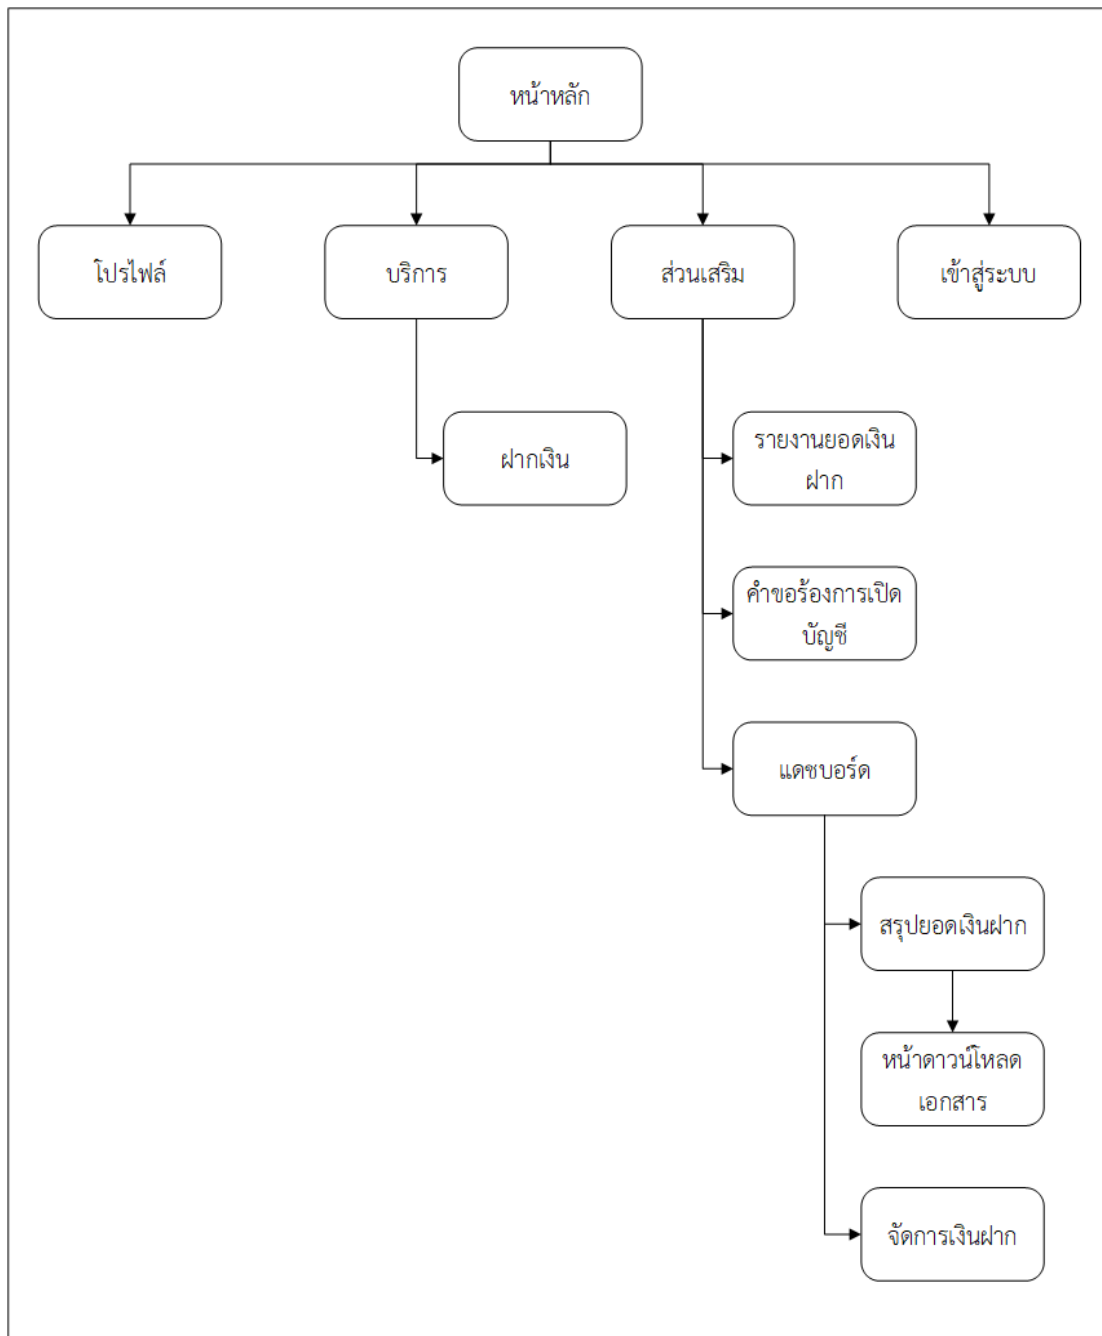 หน้าหลัก
โปรไฟล์
บริการ
ส่วนเสริม
เข้าสู่ระบบ
ฝากเงิน
รายงานยอดเงิน
ฝาก
คำขอร้องการเปิด
บัญชี
แดชบอร์ด
สรุปยอดเงินฝาก
หน้าดาวน์โหลด
เอกสาร
จัดการเงินฝาก